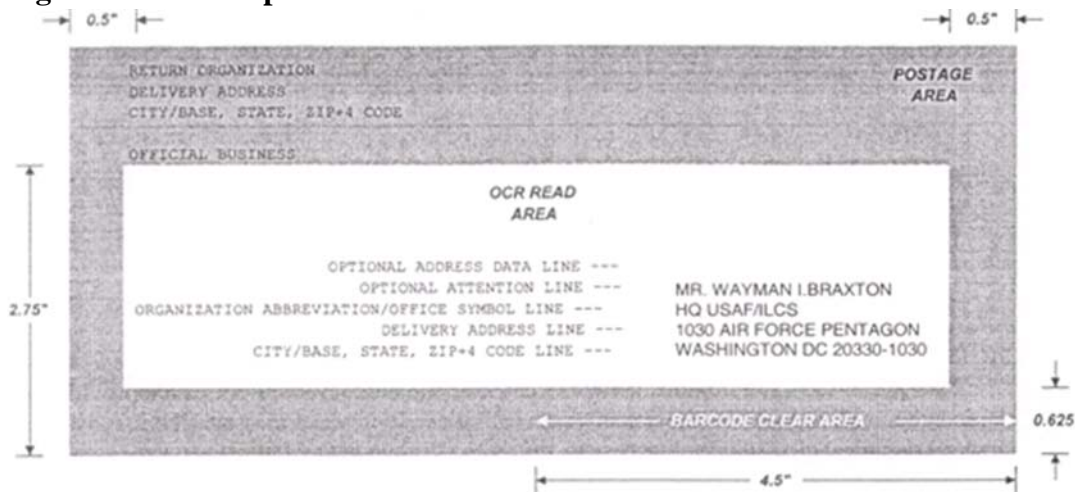 0.5"
0.5"
RETURN ORGANIZATION
DELIVERY ADDRESS
CITY/BASE, STATE, ZIP+4 CODE
POSTAGE
AREA
OFFICIAL BUSINESS
OCR READ
AREA
OPTIONAL ADDRESS DATA LINE ---
OPTIONAL ATTENTION LINE --- MR. WAYMAN I.BRAXTON
ORGANIZATION ABBREVIATION/OFFICE SYMBOL LINE --- HQ USAF/ILCS
DELIVERY ADDRESS LINE --- 1030 AIR FORCE PENTAGON
CITY/BASE, STATE, ZIP+4 CODE LINE --- WASHINGTON DC 20330-1030
2.75"
BARCODE CLEAR AREA
0.625
4.5"